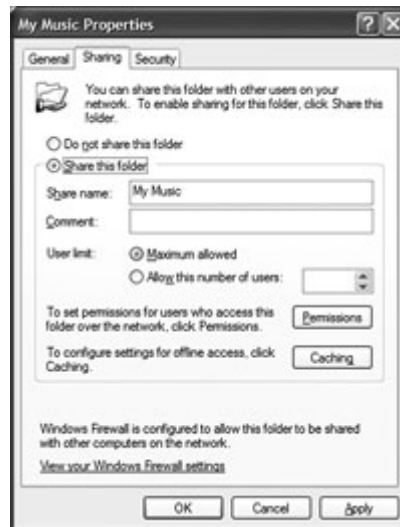 My Music Properties
General Sharing Security
You can share this folder with other users on your
network. To enable sharing for this folder, click Share this
folder.
Do not share this folder
Share this folder
Share name: My Music
Comment:
User limit: Maximum allowed
Allow this number of users:
To set permissions for users who access this
folder over the network, click Permissions.
Permissions
To configure settings for offline access, click
Caching.
Caching
Windows Firewall is configured to allow this folder to be shared
with other computers on the network.
View your Windows Firewall settings
OK Cancel Apply